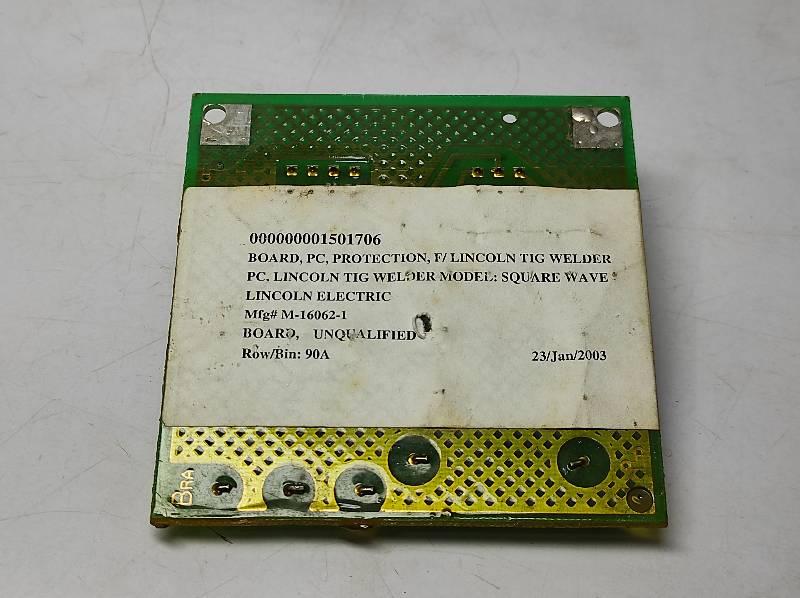 000000001501706
BOARD, PC, PROTECTION, F/ LINCOLN TIG WELDER
PC, LINCOLN TIG WELDER MODEL: SQUARE WAVE
LINCOLN ELECTRIC
Mfg# M-16062-1
BOARD, UNQUALIFIED
Row/Bin: 90A 23/Jan/2003
BRA